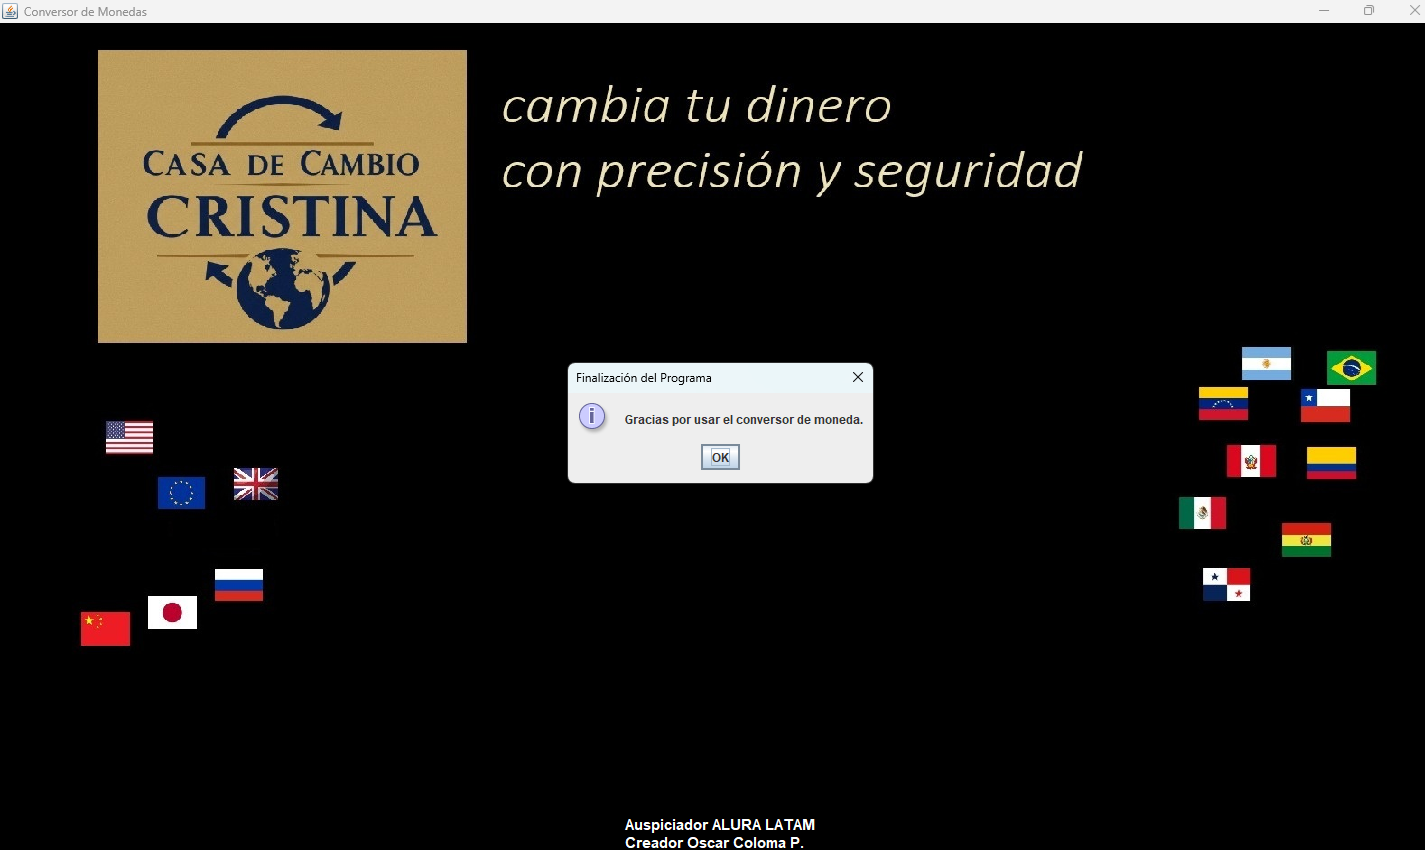 Conversor de Monedas
CASA DE CAMBIO
CRISTINA
cambia tu dinero
con precisión y seguridad
Finalización del Programa
Gracias por usar el conversor de moneda.
OK
Auspiciador ALURA LATAM
Creador Oscar Coloma P.